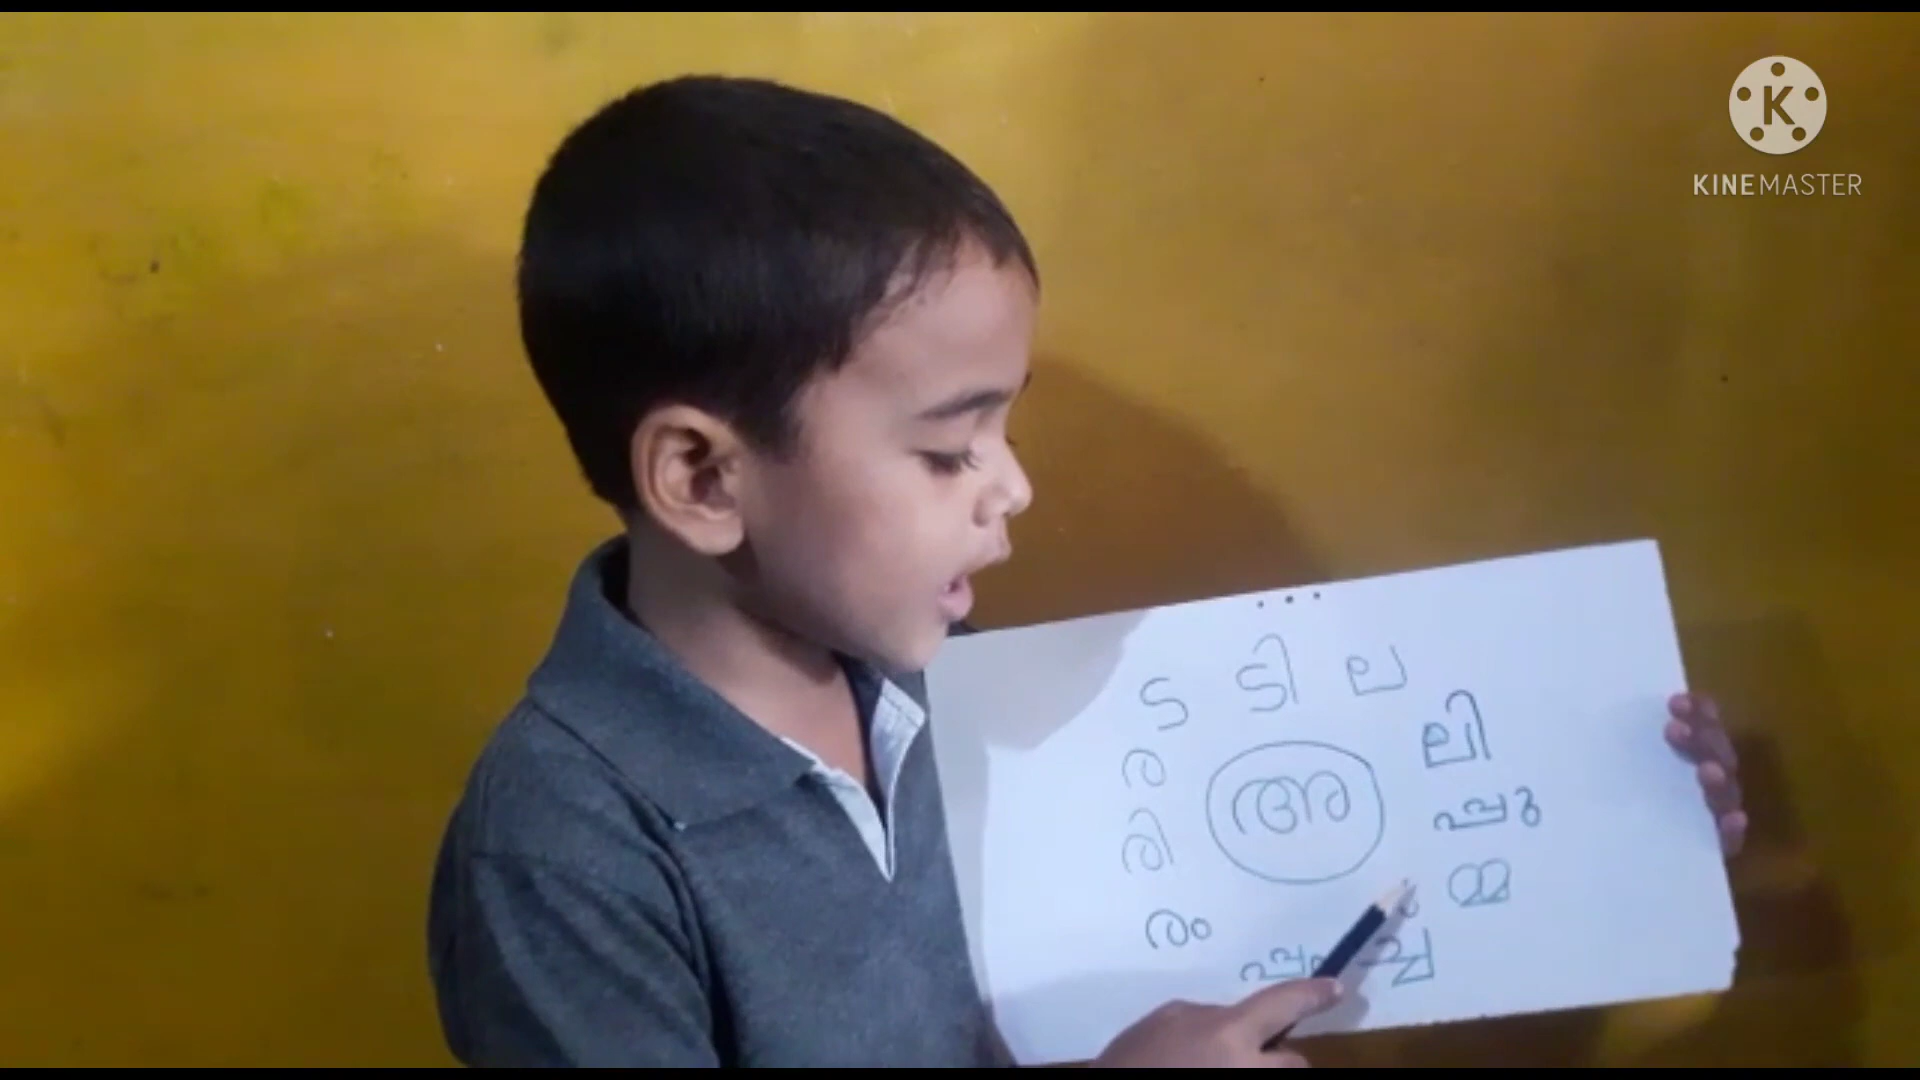 KINEMASTER
ട ടി ല
ര ലി
അ
രി പ്പു
രം മ്മ
പ്പം